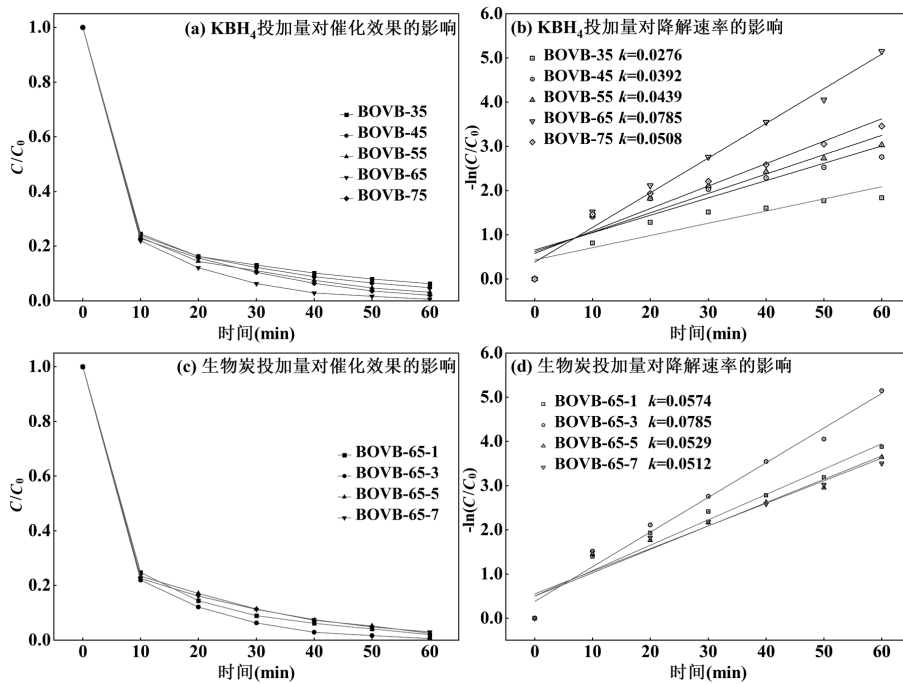 (a) KBH₄投加量对催化效果的影响
C/C₀
1.0
0.8
0.6
0.4
0.2
0.0
BOVB-35
BOVB-45
BOVB-55
BOVB-65
BOVB-75
0 10 20 30 40 50 60
时间(min)
(b) KBH₄投加量对降解速率的影响
-ln(C/C₀)
6.0
5.0
4.0
3.0
2.0
1.0
0.0
BOVB-35 k=0.0276
BOVB-45 k=0.0392
BOVB-55 k=0.0439
BOVB-65 k=0.0785
BOVB-75 k=0.0508
0 10 20 30 40 50 60
时间(min)
(c) 生物炭投加量对催化效果的影响
C/C₀
1.0
0.8
0.6
0.4
0.2
0.0
BOVB-65-1
BOVB-65-3
BOVB-65-5
BOVB-65-7
0 10 20 30 40 50 60
时间(min)
(d) 生物炭投加量对降解速率的影响
-ln(C/C₀)
6.0
5.0
4.0
3.0
2.0
1.0
0.0
BOVB-65-1 k=0.0574
BOVB-65-3 k=0.0785
BOVB-65-5 k=0.0529
BOVB-65-7 k=0.0512
0 10 20 30 40 50 60
时间(min)